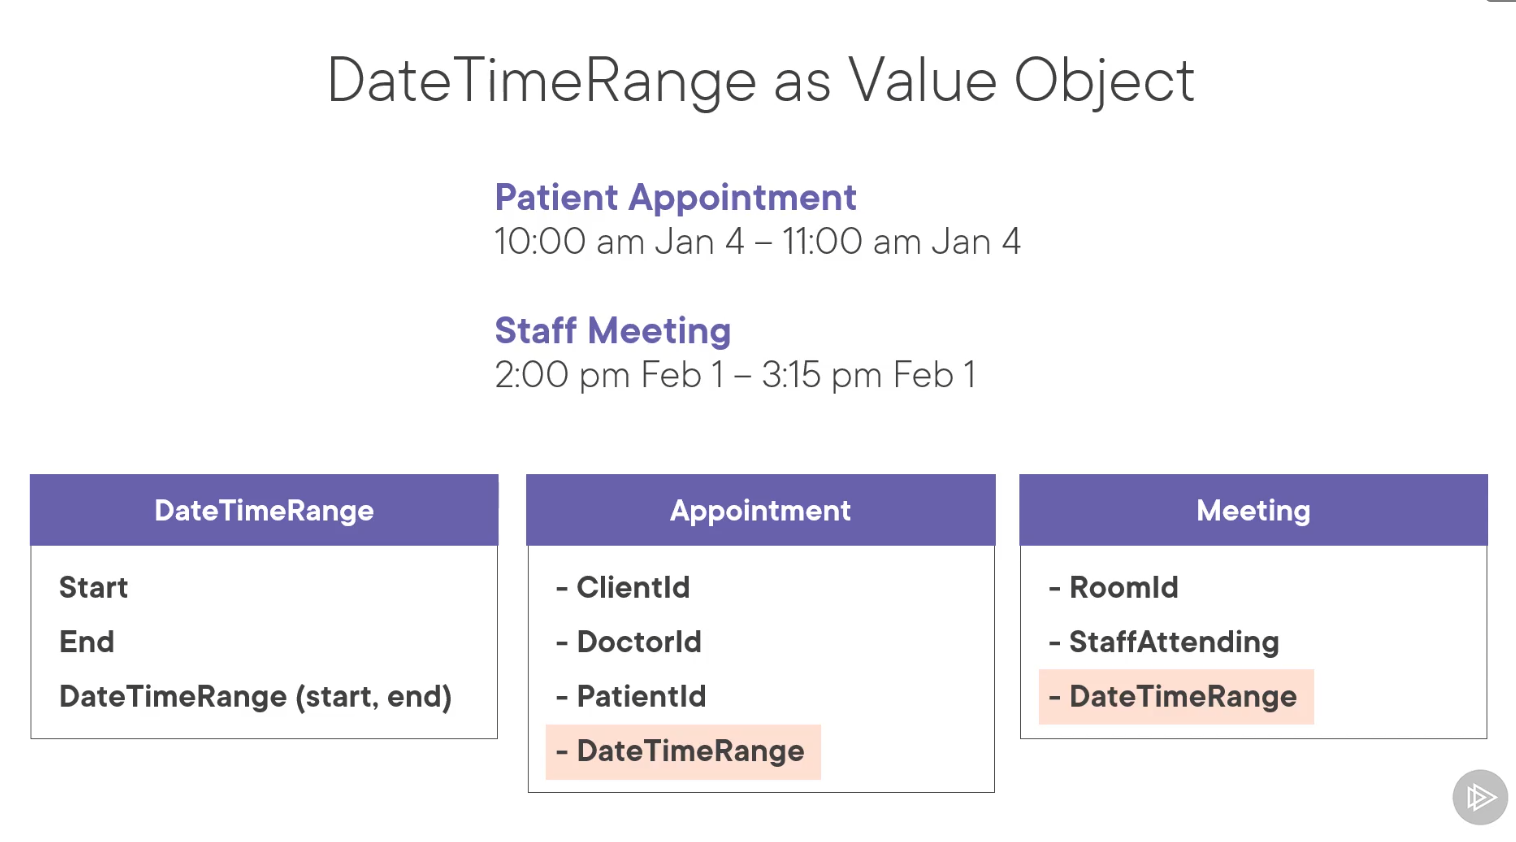 DateTimeRange as Value Object
Patient Appointment
10:00 am Jan 4 – 11:00 am Jan 4
Staff Meeting
2:00 pm Feb 1 – 3:15 pm Feb 1
DateTimeRange
Start
End
DateTimeRange (start, end)
Appointment
- ClientId
- DoctorId
- PatientId
- DateTimeRange
Meeting
- RoomId
- StaffAttending
- DateTimeRange